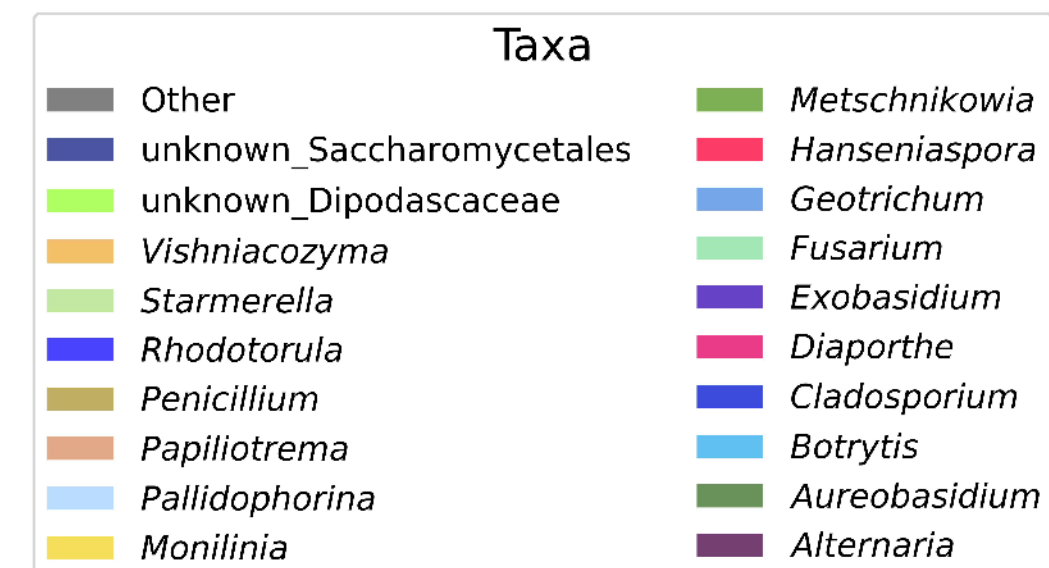 Taxa
Other
unknown_Saccharomycetales
unknown_Dipodascaceae
Vishniacozyma
Starmerella
Rhodotorula
Penicillium
Papiliotrema
Pallidophorina
Monilinia
Metschnikowia
Hanseniaspora
Geotrichum
Fusarium
Exobasidium
Diaporthe
Cladosporium
Botrytis
Aureobasidium
Alternaria